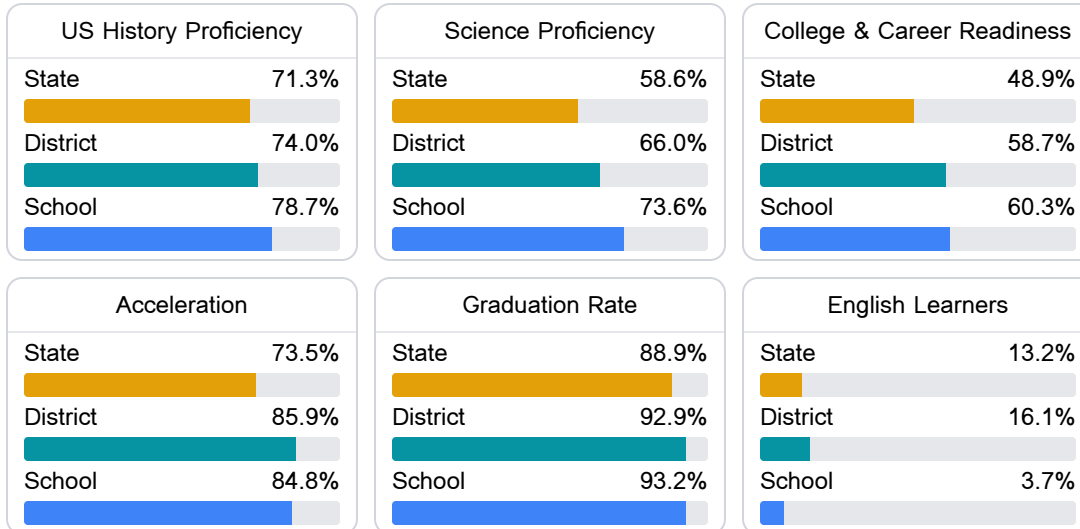 US History Proficiency
State 71.3%
District 74.0%
School 78.7%
Science Proficiency
State 58.6%
District 66.0%
School 73.6%
College & Career Readiness
State 48.9%
District 58.7%
School 60.3%
Acceleration
State 73.5%
District 85.9%
School 84.8%
Graduation Rate
State 88.9%
District 92.9%
School 93.2%
English Learners
State 13.2%
District 16.1%
School 3.7%